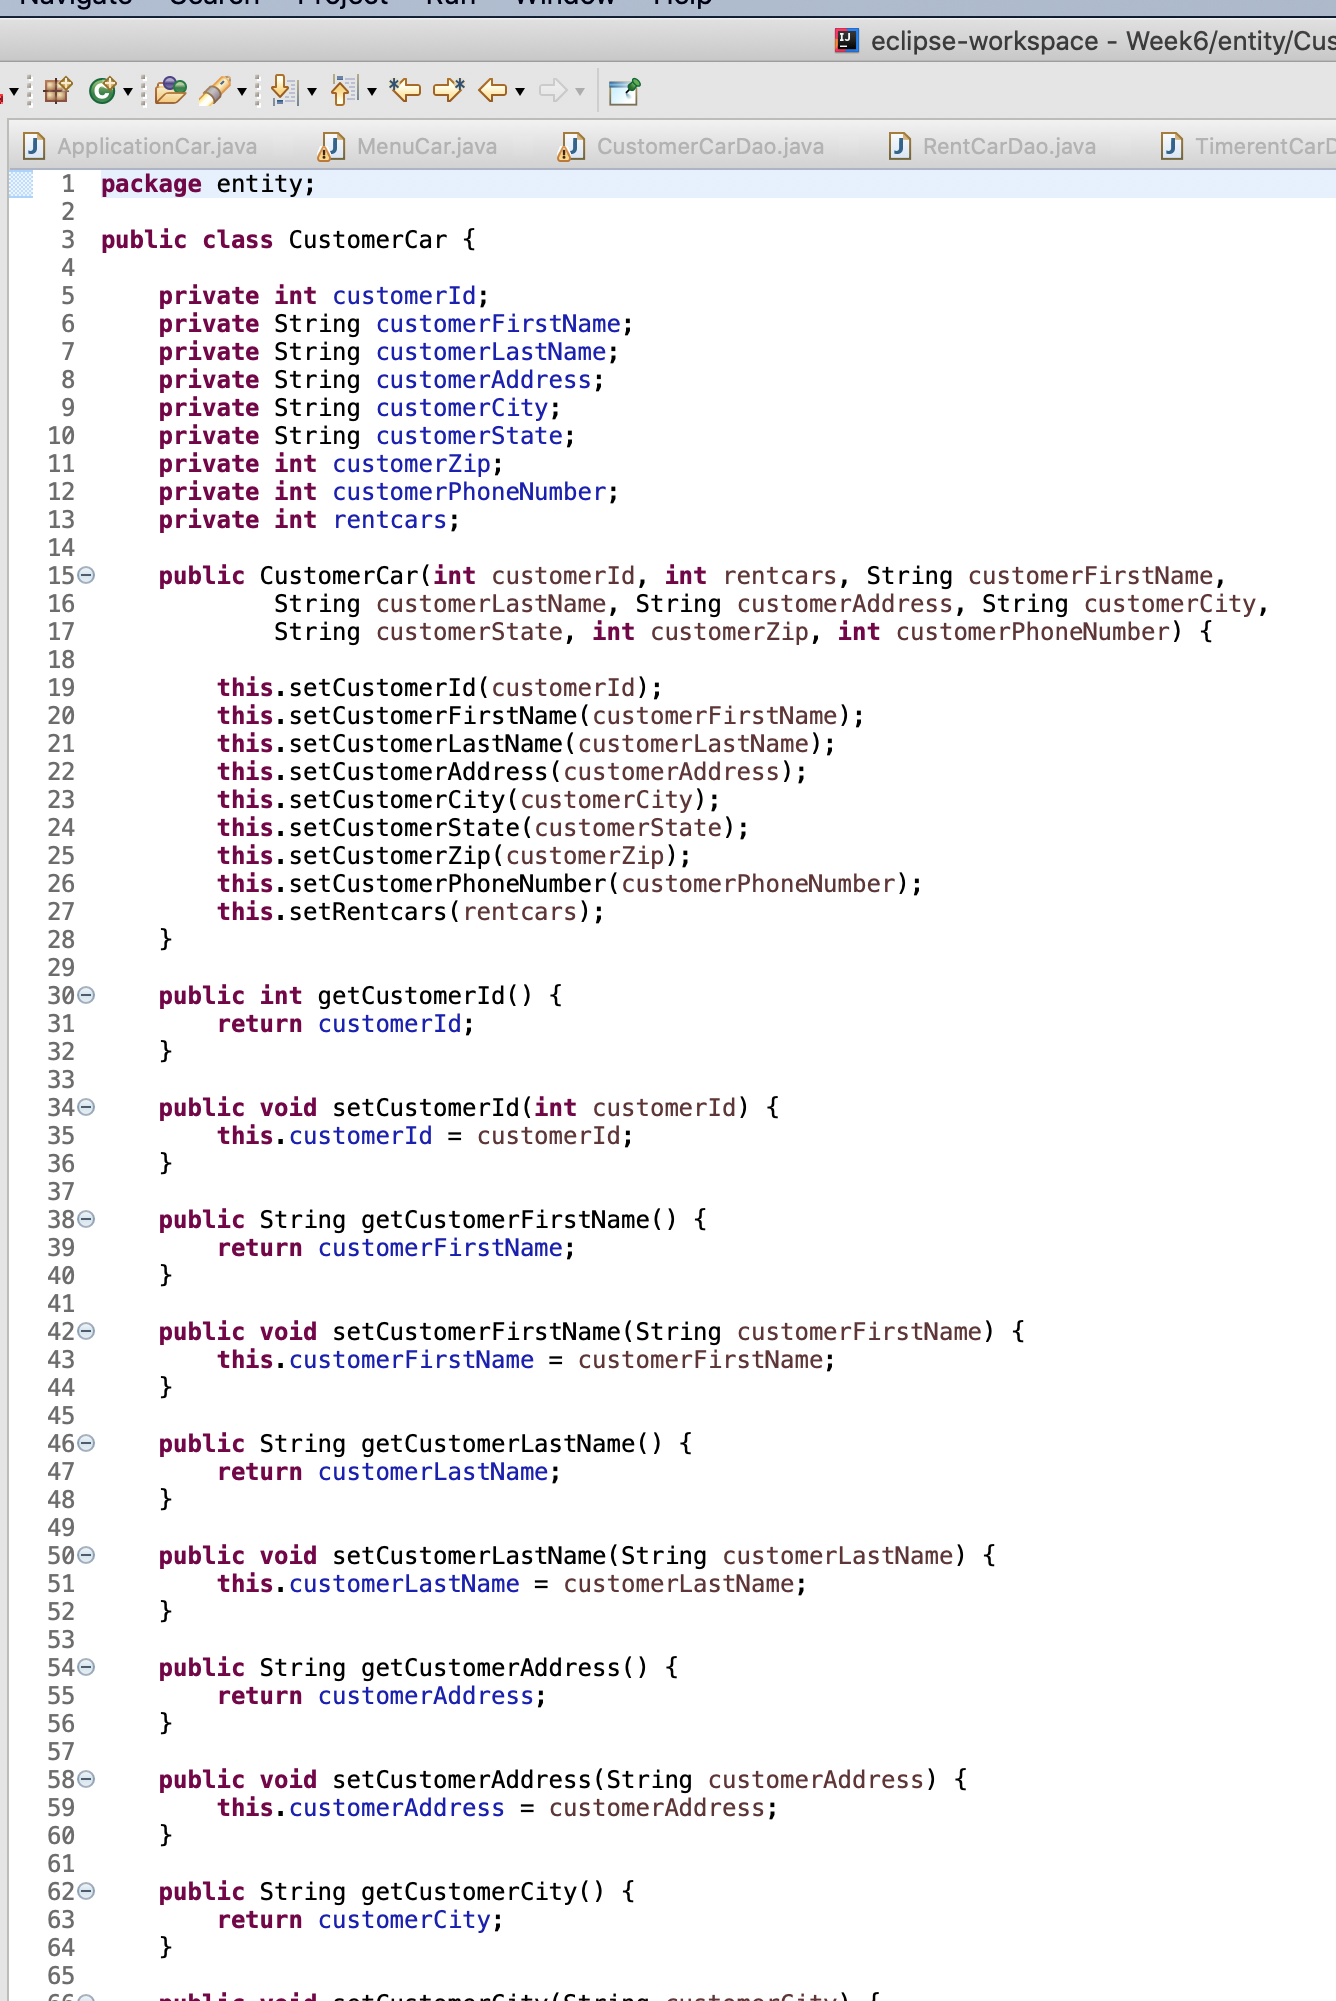 Navigate Search Project Run Window Help
eclipse-workspace - Week6/entity/Cus
ApplicationCar.java MenuCar.java CustomerCarDao.java RentCarDao.java TimerentCarD
1 package entity;
2
3 public class CustomerCar {
4
5 private int customerId;
6 private String customerFirstName;
7 private String customerLastName;
8 private String customerAddress;
9 private String customerCity;
10 private String customerState;
11 private int customerZip;
12 private int customerPhoneNumber;
13 private int rentcars;
14
15 public CustomerCar(int customerId, int rentcars, String customerFirstName,
16 String customerLastName, String customerAddress, String customerCity,
17 String customerState, int customerZip, int customerPhoneNumber) {
18
19 this.setCustomerId(customerId);
20 this.setCustomerFirstName(customerFirstName);
21 this.setCustomerLastName(customerLastName);
22 this.setCustomerAddress(customerAddress);
23 this.setCustomerCity(customerCity);
24 this.setCustomerState(customerState);
25 this.setCustomerZip(customerZip);
26 this.setCustomerPhoneNumber(customerPhoneNumber);
27 this.setRentcars(rentcars);
28 }
29
30 public int getCustomerId() {
31 return customerId;
32 }
33
34 public void setCustomerId(int customerId) {
35 this.customerId = customerId;
36 }
37
38 public String getCustomerFirstName() {
39 return customerFirstName;
40 }
41
42 public void setCustomerFirstName(String customerFirstName) {
43 this.customerFirstName = customerFirstName;
44 }
45
46 public String getCustomerLastName() {
47 return customerLastName;
48 }
49
50 public void setCustomerLastName(String customerLastName) {
51 this.customerLastName = customerLastName;
52 }
53
54 public String getCustomerAddress() {
55 return customerAddress;
56 }
57
58 public void setCustomerAddress(String customerAddress) {
59 this.customerAddress = customerAddress;
60 }
61
62 public String getCustomerCity() {
63 return customerCity;
64 }
65
66 public void setCustomerCity(String customerCity) {